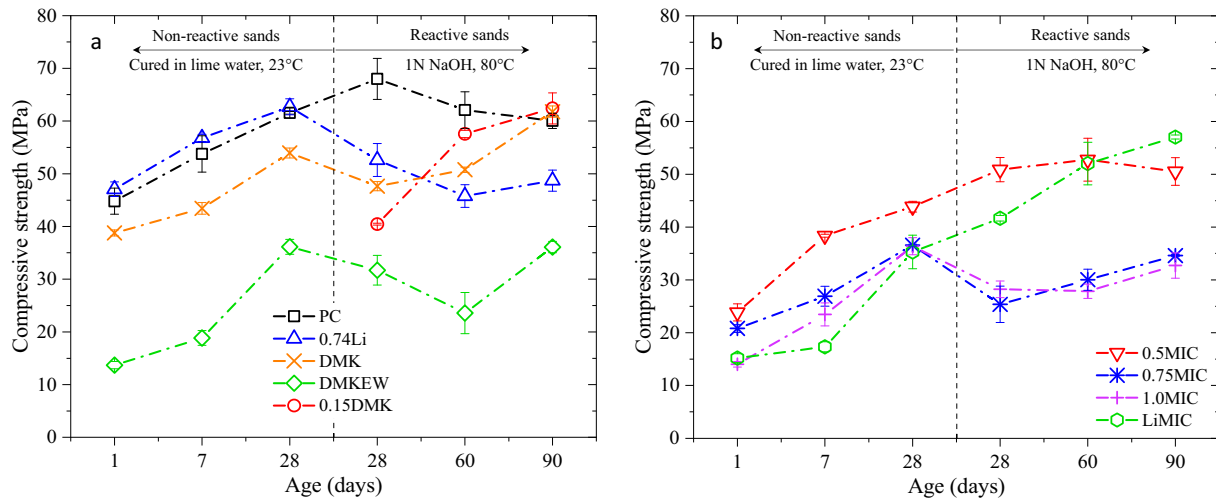 a
Non-reactive sands
Reactive sands
Cured in lime water, 23°C
1N NaOH, 80°C
80
70
60
50
40
30
20
10
0
Compressive strength (MPa)
PC
0.74Li
DMK
DMKEW
0.15DMK
1 7 28 28 60 90
Age (days)
b
Non-reactive sands
Reactive sands
Cured in lime water, 23°C
1N NaOH, 80°C
80
70
60
50
40
30
20
10
0
Compressive strength (MPa)
0.5MIC
0.75MIC
1.0MIC
LiMIC
1 7 28 28 60 90
Age (days)